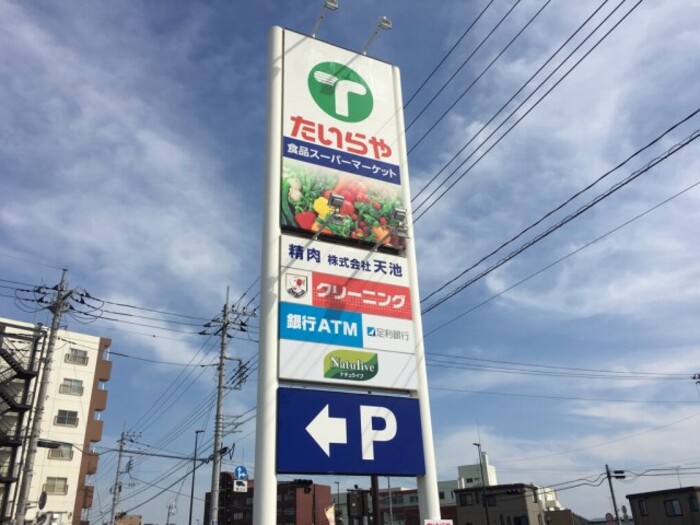 たいらや
食品スーパーマーケット
精肉 株式会社 天池
クリーニング
銀行ATM 足利銀行
Natulive
ナチュライブ
P